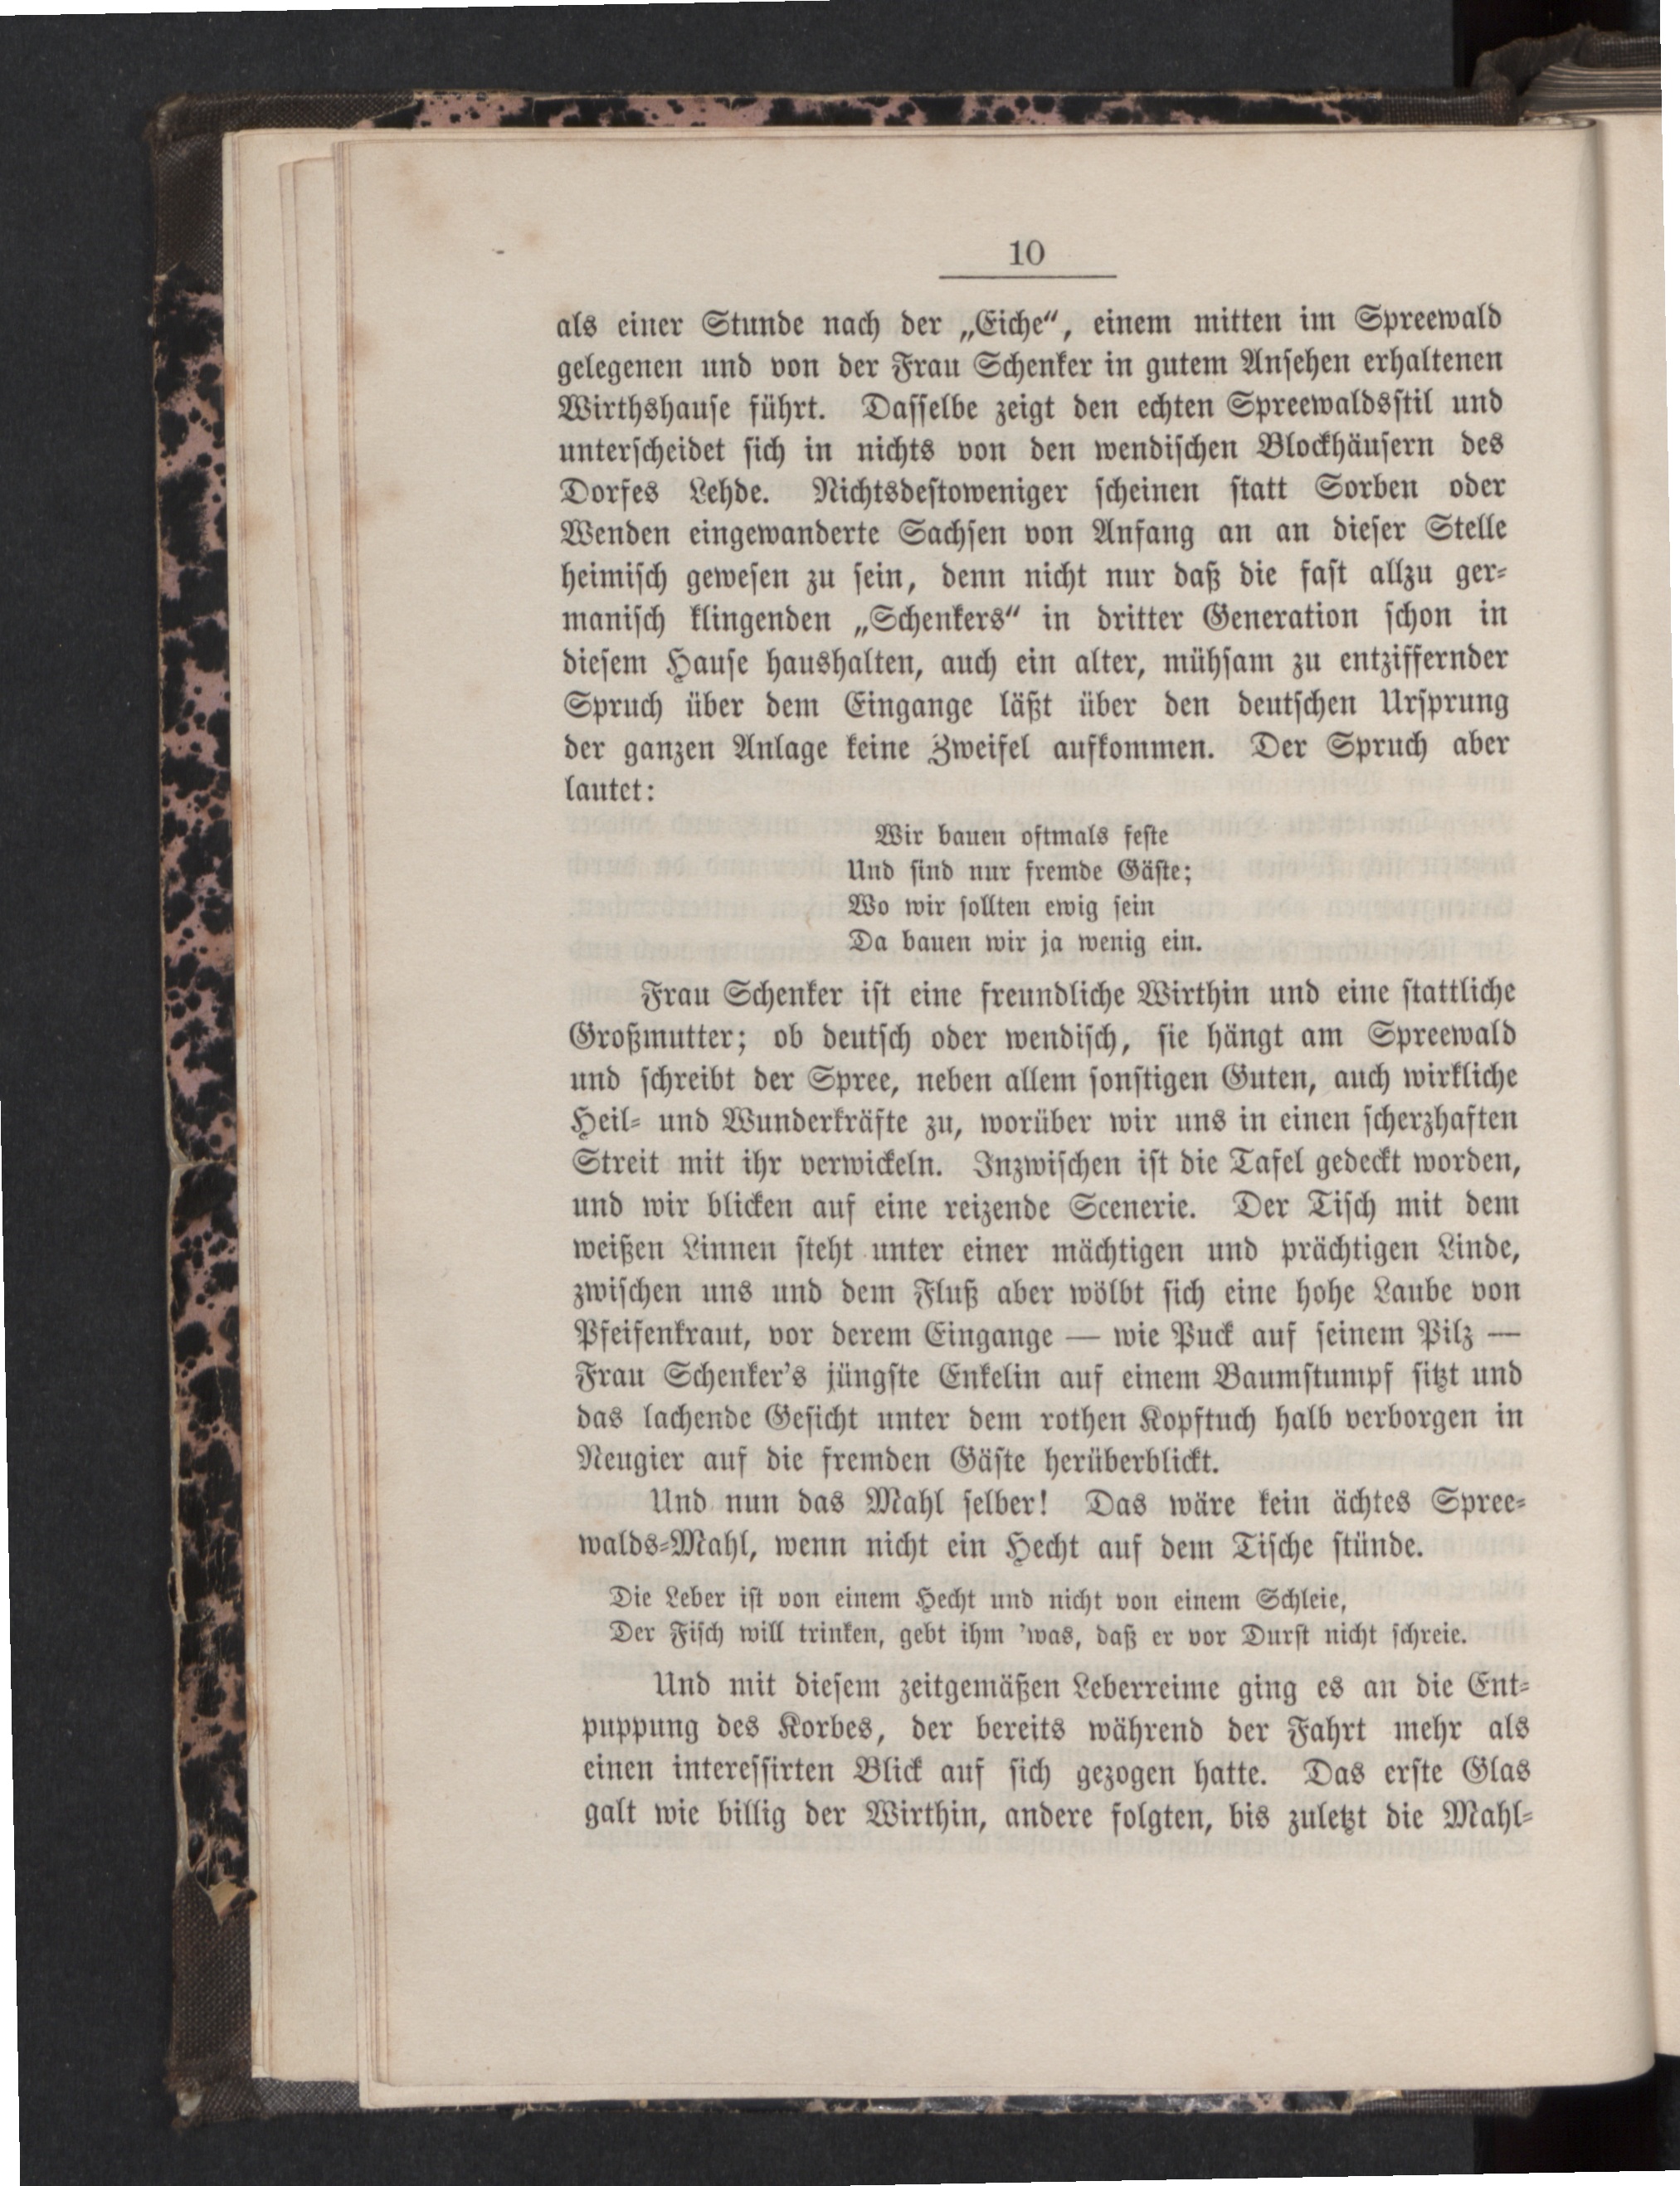 10
als einer Stunde nach der „Eiche“, einem mitten im Spreewald
gelegenen und von der Frau Schenker in gutem Ansehen erhaltenen
Wirthshause führt. Dasselbe zeigt den echten Spreewaldsstil und
unterscheidet sich in nichts von den wendischen Blockhäusern des
Dorfes Lehde. Nichtsdestoweniger scheinen statt Sorben oder
Wenden eingewanderte Sachsen von Anfang an an dieser Stelle
heimisch gewesen zu sein, denn nicht nur daß die fast allzu ger-
manisch klingenden „Schenkers“ in dritter Generation schon in
diesem Hause haushalten, auch ein alter, mühsam zu entziffernder
Spruch über dem Eingange läßt über den deutschen Ursprung
der ganzen Anlage keine Zweifel aufkommen. Der Spruch aber
lautet:
Wir bauen oftmals feste
Und sind nur fremde Gäste;
Wo wir sollten ewig sein
Da bauen wir ja wenig ein.
Frau Schenker ist eine freundliche Wirthin und eine stattliche
Großmutter; ob deutsch oder wendisch, sie hängt am Spreewald
und schreibt der Spree, neben allem sonstigen Guten, auch wirkliche
Heil- und Wunderkräfte zu, worüber wir uns in einen scherzhaften
Streit mit ihr verwickeln. Inzwischen ist die Tafel gedeckt worden,
und wir blicken auf eine reizende Scenerie. Der Tisch mit dem
weißen Linnen steht unter einer mächtigen und prächtigen Linde,
zwischen uns und dem Fluß aber wölbt sich eine hohe Laube von
Pfeifenkraut, vor derem Eingange — wie Puck auf seinem Pilz —
Frau Schenker's jüngste Enkelin auf einem Baumstumpf sitzt und
das lachende Gesicht unter dem rothen Kopftuch halb verborgen in
Neugier auf die fremden Gäste herüberblickt.
Und nun das Mahl selber! Das wäre kein ächtes Spree-
walds-Mahl, wenn nicht ein Hecht auf dem Tische stünde.
Die Leber ist von einem Hecht und nicht von einem Schleie,
Der Fisch will trinken, gebt ihm 'was, daß er vor Durst nicht schreie.
Und mit diesem zeitgemäßen Leberreime ging es an die Ent-
puppung des Korbes, der bereits während der Fahrt mehr als
einen interessirten Blick auf sich gezogen hatte. Das erste Glas
galt wie billig der Wirthin, andere folgten, bis zuletzt die Mahl-